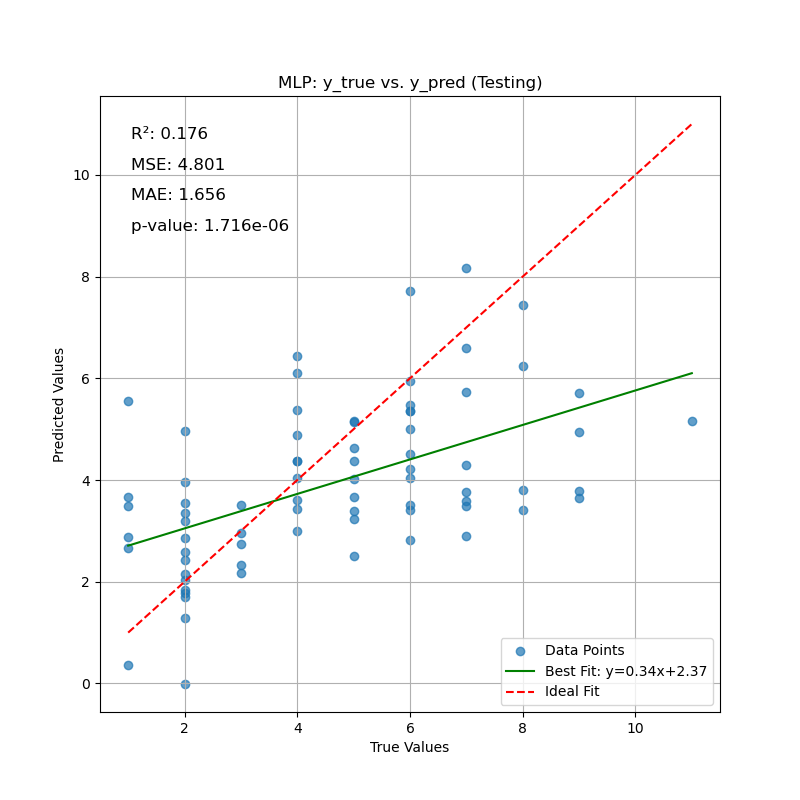 MLP: y_true vs. y_pred (Testing)
R²: 0.176
MSE: 4.801
MAE: 1.656
p-value: 1.716e-06
10
8
6
4
2
0
Predicted Values
Data Points
Best Fit: y=0.34x+2.37
Ideal Fit
2 4 6 8 10
True Values